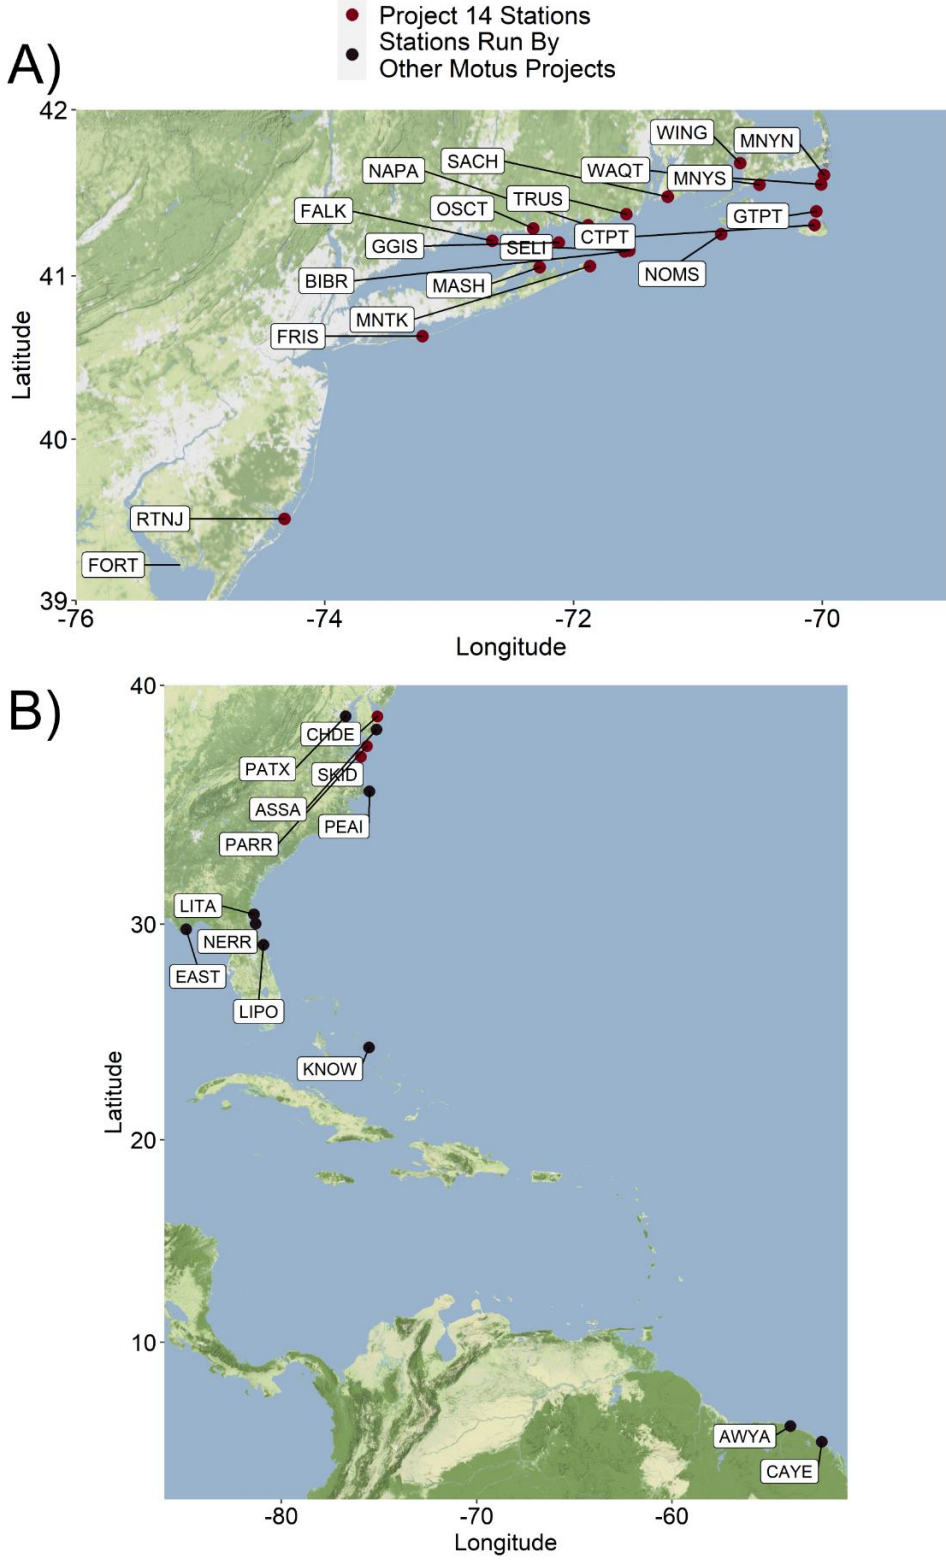 Project 14 Stations
Stations Run By
Other Motus Projects
A)
42
WING
MNYN
SACH
NAPA
WAQT
MNYS
TRUS
OSCT
FALK
GTPT
CTPT
GGIS
SELI
41
BIBR
NOMS
MASH
MNTK
FRIS
Latitude
40
RTNJ
FORT
39
-76
-74
-72
-70
Longitude
B)
40
CHDE
PATX
SKID
ASSA
PEAI
PARR
LITA
30
NERR
EAST
LIPO
KNOW
Latitude
20
10
AWYA
CAYE
-80
-70
-60
Longitude